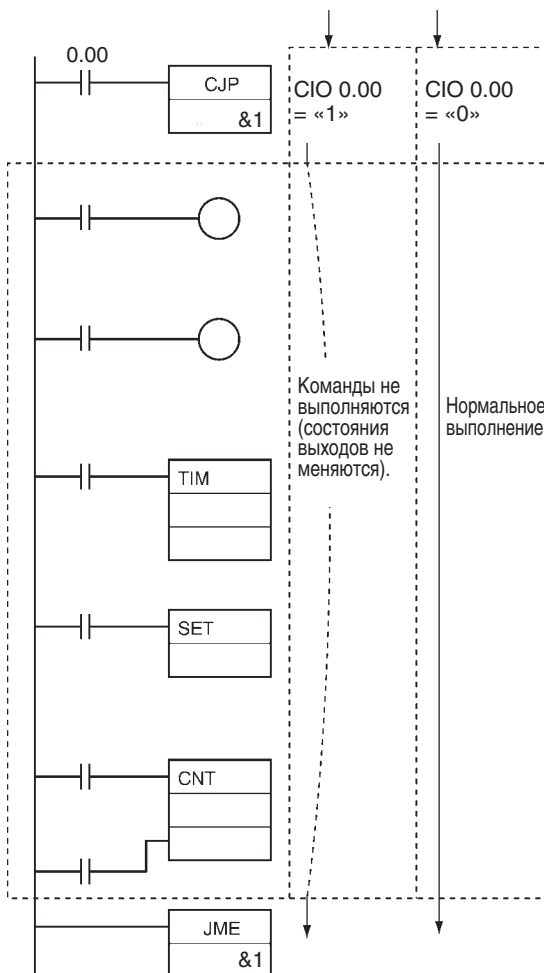 0.00
CJP
&1
CIO 0.00
= «1»
CIO 0.00
= «0»
Команды не
выполняются
(состояния
выходов не
меняются).
Нормальное
выполнение
TIM
SET
CNT
JME
&1